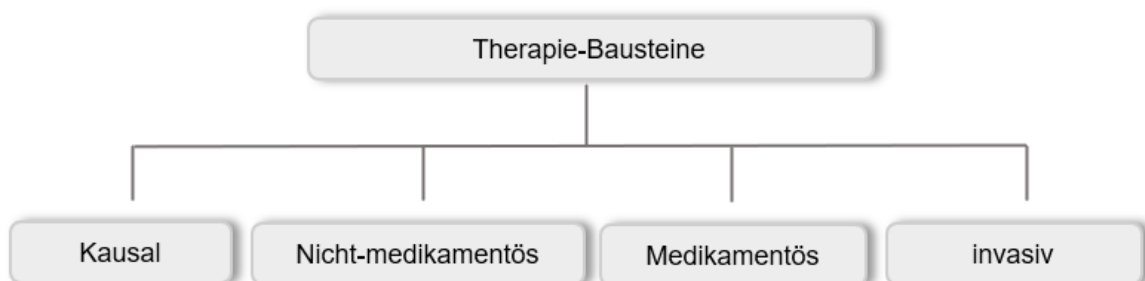 Therapie-Bausteine
Kausal
Nicht-medikamentös
Medikamentös
invasiv